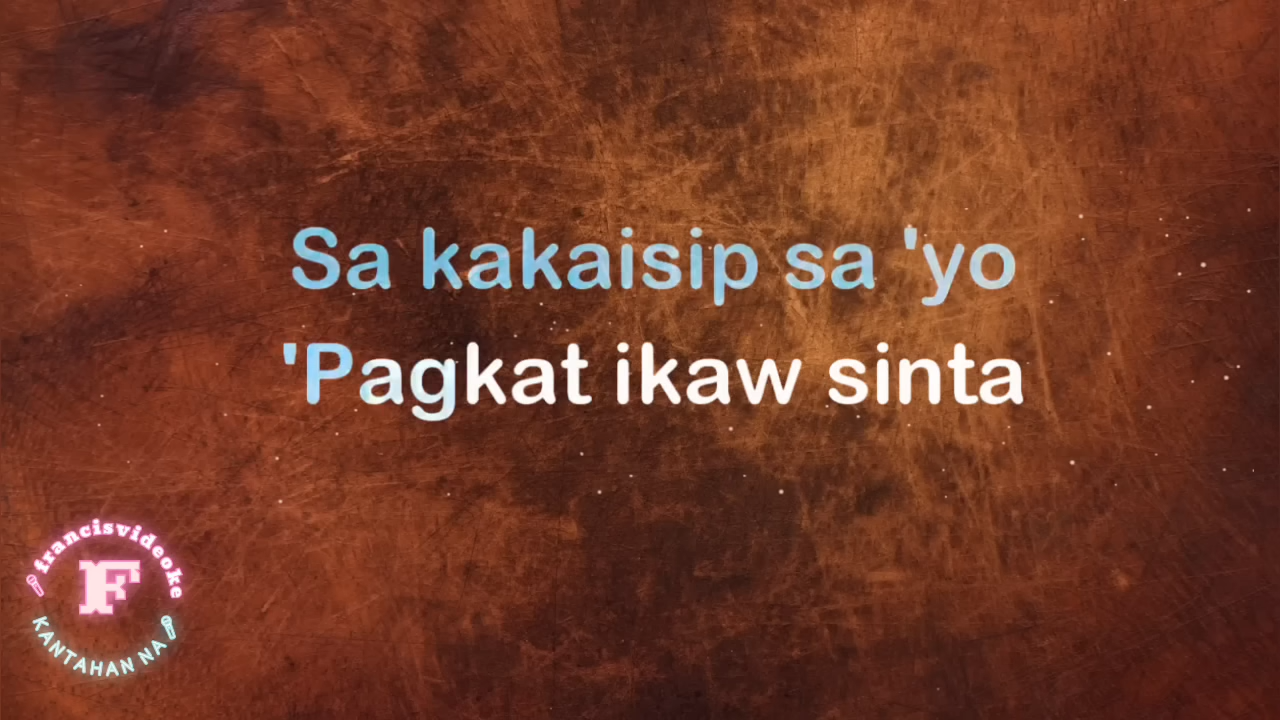 Sa kakaisip sa 'yo
'Pagkat ikaw sinta
francisvideoke
F
KANTAHAN NA